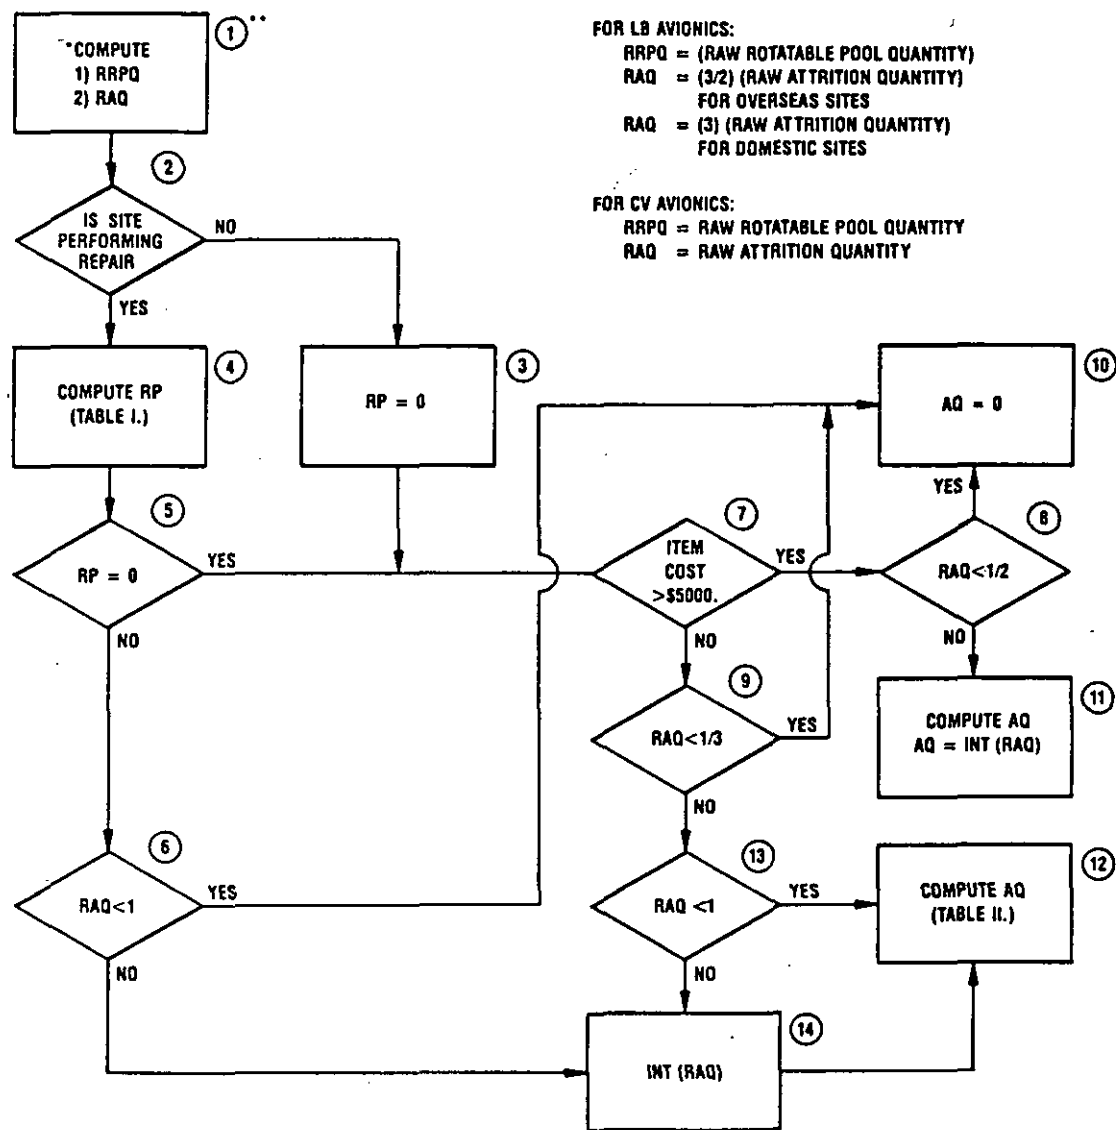 1
COMPUTE
1) RRPQ
2) RAQ
FOR LB AVIONICS:
RRPQ = (RAW ROTATABLE POOL QUANTITY)
RAQ = (3/2) (RAW ATTRITION QUANTITY)
FOR OVERSEAS SITES
RAQ = (3) (RAW ATTRITION QUANTITY)
FOR DOMESTIC SITES
FOR CV AVIONICS:
RRPQ = RAW ROTATABLE POOL QUANTITY
RAQ = RAW ATTRITION QUANTITY
2
IS SITE
PERFORMING
REPAIR
NO
YES
4
COMPUTE RP
(TABLE I.)
3
RP = 0
10
AQ = 0
5
RP = 0
YES
NO
7
ITEM
COST
>$5000.
YES
NO
8
RAQ<1/2
YES
NO
9
RAQ<1/3
YES
NO
11
COMPUTE AQ
AQ = INT (RAQ)
6
RAQ<1
YES
NO
13
RAQ <1
YES
NO
12
COMPUTE AQ
(TABLE II.)
14
INT (RAQ)